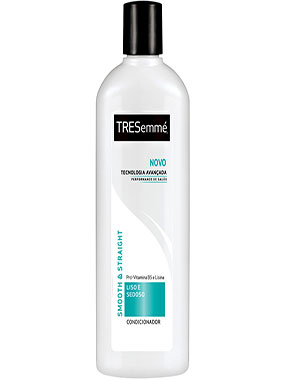 TRESemmé
NOVO
TECNOLOGIA AVANÇADA
PERFORMANCE DE SALÃO
SMOOTH & STRAIGHT
Pró-Vitamina B5 e Lisina
LISO E
SEDOSO
CONDICIONADOR